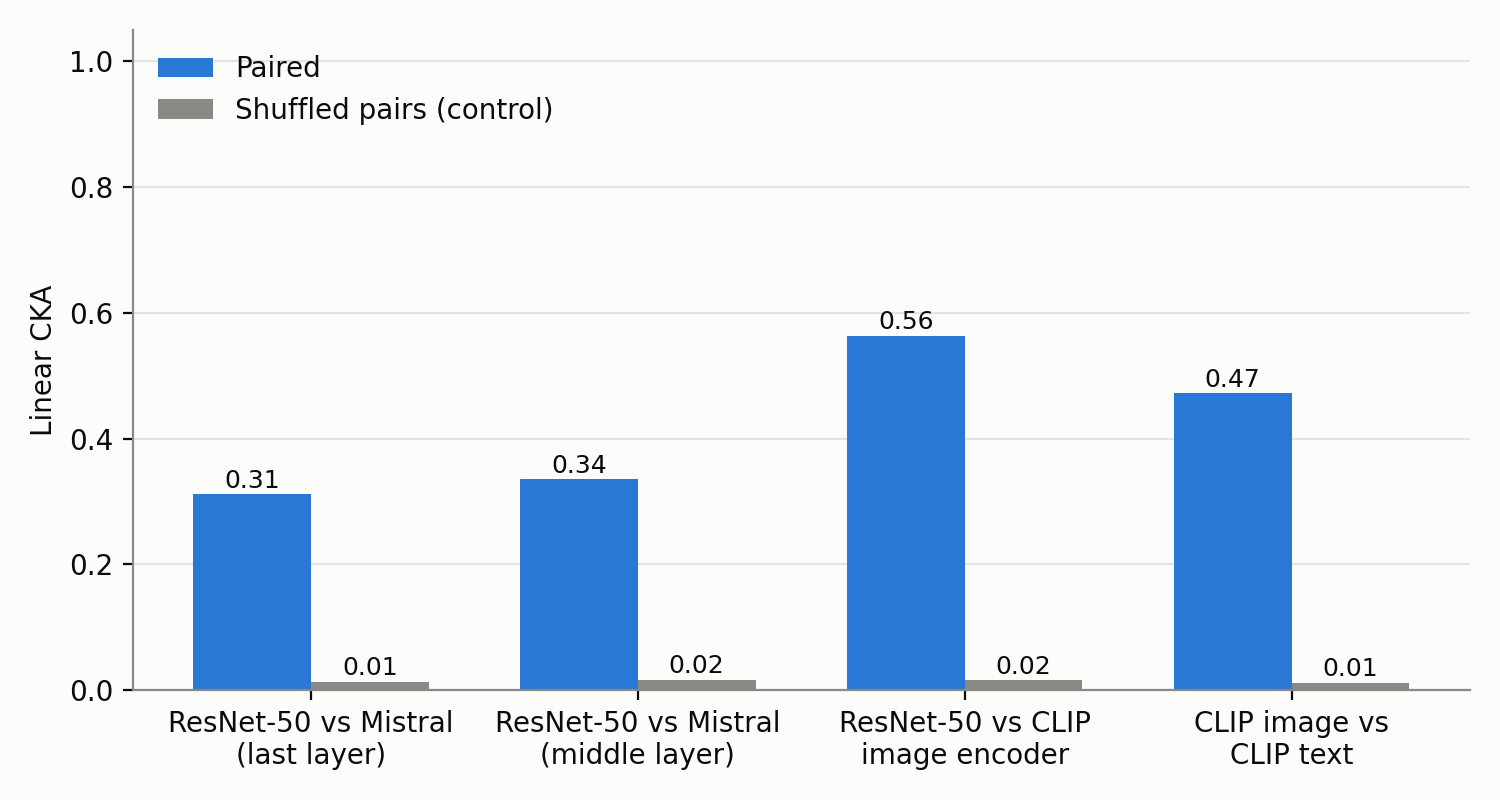 Paired
Shuffled pairs (control)
Linear CKA
1.0
0.8
0.6
0.4
0.2
0.0
0.31
0.01
0.34
0.02
0.56
0.02
0.47
0.01
ResNet-50 vs Mistral
(last layer)
ResNet-50 vs Mistral
(middle layer)
ResNet-50 vs CLIP
image encoder
CLIP image vs
CLIP text